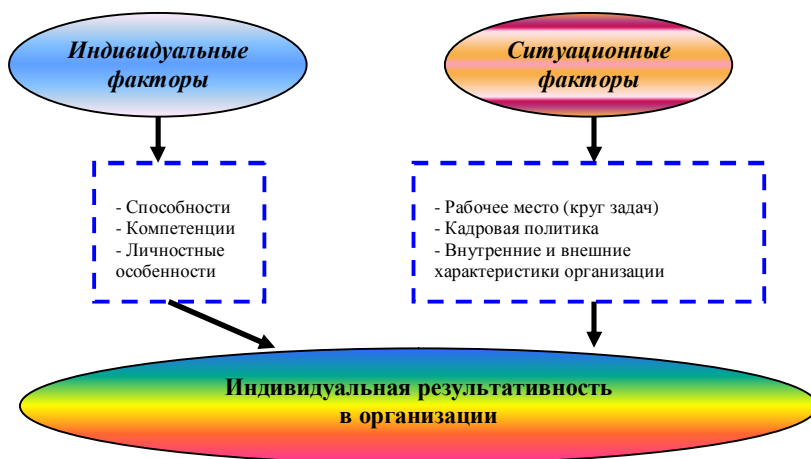 Индивидуальные
факторы
Ситуационные
факторы
- Способности
- Компетенции
- Личностные
особенности
- Рабочее место (круг задач)
- Кадровая политика
- Внутренние и внешние
характеристики организации
Индивидуальная результативность
в организации